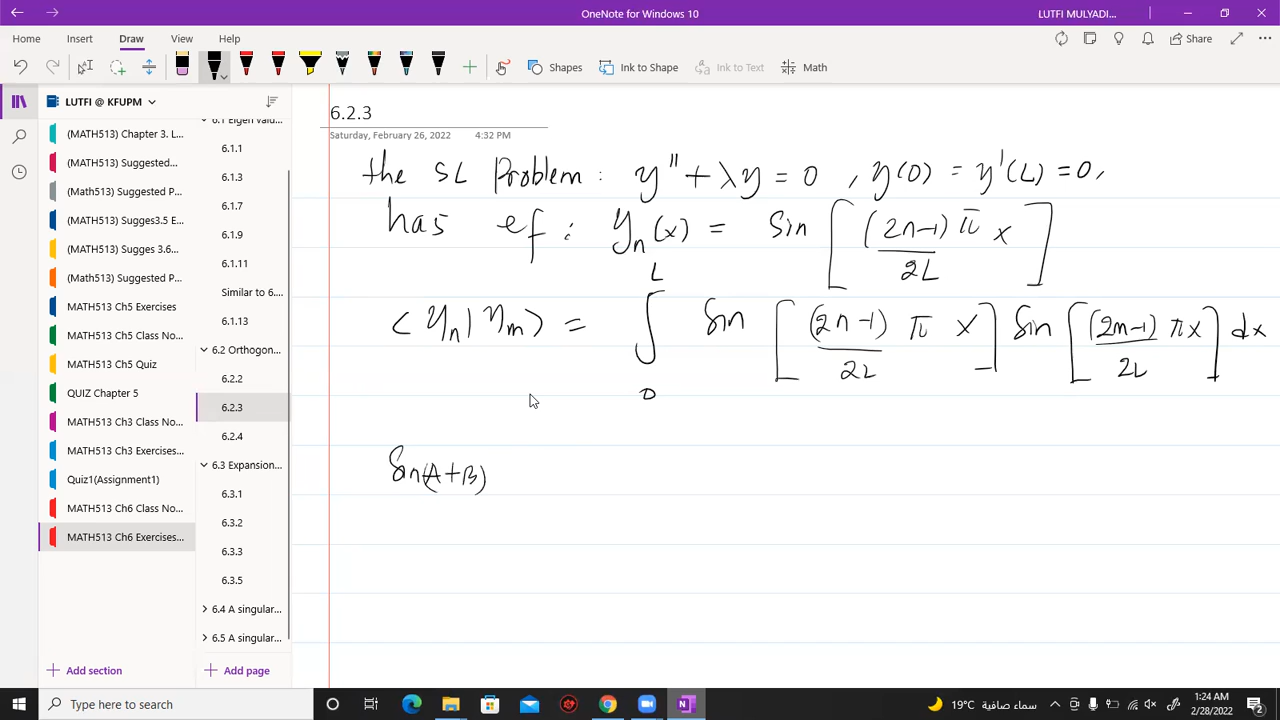 OneNote for Windows 10
LUTFI MULYADI...
Home Insert Draw View Help
Share
Shapes Ink to Shape Ink to Text Math
LUTFI @ KFUPM
(MATH513) Chapter 3. L...
(MATH513) Suggested...
(MATH513) Suggested P...
(MATH513) Sugges3.5 E...
(MATH513) Sugges 3.6...
(Math513) Suggested P...
MATH513 Ch5 Exercises
MATH513 Ch5 Class No...
MATH513 Ch5 Quiz
QUIZ Chapter 5
MATH513 Ch3 Class No...
MATH513 Ch3 Exercises...
Quiz1(Assignment1)
MATH513 Ch6 Class No...
MATH513 Ch6 Exercises...
Add section
6.1 Eigen valu...
6.1.1
6.1.3
6.1.7
6.1.9
6.1.11
Similar to 6....
6.1.13
6.2 Orthogon...
6.2.2
6.2.3
6.2.4
6.3 Expansion...
6.3.1
6.3.2
6.3.3
6.3.5
6.4 A singular...
6.5 A singular...
Add page
6.2.3
Saturday, February 26, 2022 4:32 PM
the SL Problem : y'' + λy = 0 , y(0) = y'(L) = 0,
has ef : yₙ(x) = Sin [ (2n-1) π x / 2L ]
< yₙ | yₘ > = ∫₀ᴸ Sin [ (2n-1) π x / 2L ] Sin [ (2m-1) πx / 2L ] dx
Sin(A+B)
Type here to search
19°C سماء صافية
1:24 AM
2/28/2022
2